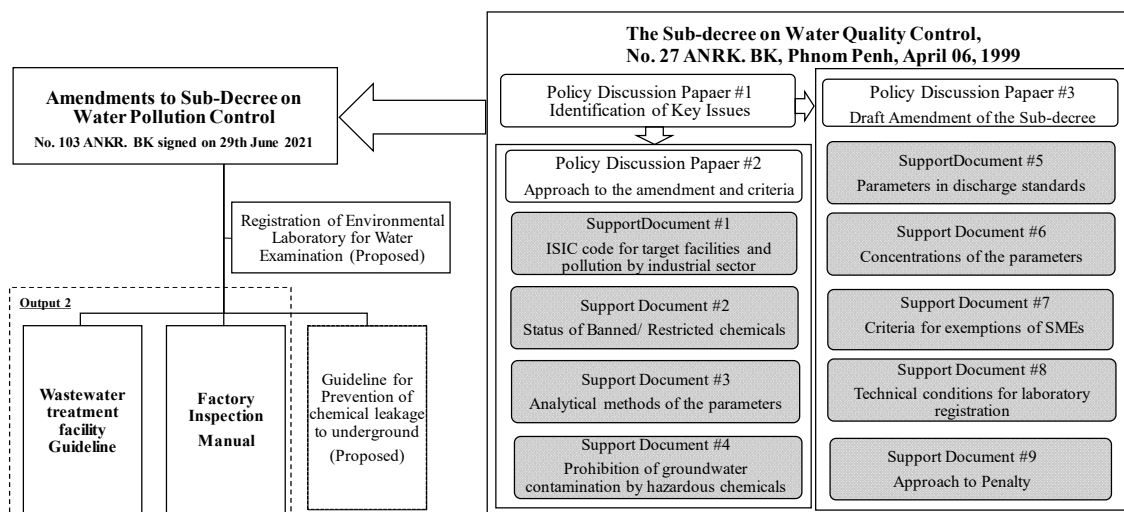 The Sub-decree on Water Quality Control,
No. 27 ANRK. BK, Phnom Penh, April 06, 1999
Amendments to Sub-Decree on
Water Pollution Control
No. 103 ANKR. BK signed on 29th June 2021
Registration of Environmental
Laboratory for Water
Examination (Proposed)
Output 2
Wastewater
treatment
facility
Guideline
Factory
Inspection
Manual
Guideline for
Prevention of
chemical leakage
to underground
(Proposed)
Policy Discussion Papaer #1
Identification of Key Issues
Policy Discussion Papaer #2
Approach to the amendment and criteria
SupportDocument #1
ISIC code for target facilities and
pollution by industrial sector
Support Document #2
Status of Banned/ Restricted chemicals
Support Document #3
Analytical methods of the parameters
Support Document #4
Prohibition of groundwater
contamination by hazardous chemicals
Policy Discussion Papaer #3
Draft Amendment of the Sub-decree
SupportDocument #5
Parameters in discharge standards
Support Document #6
Concentrations of the parameters
Support Document #7
Criteria for exemptions of SMEs
Support Document #8
Technical conditions for laboratory
registration
Support Document #9
Approach to Penalty